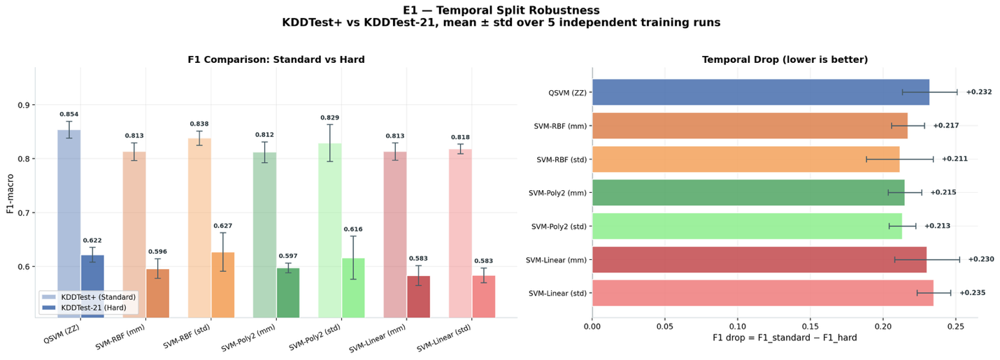 E1 — Temporal Split Robustness
KDDTest+ vs KDDTest-21, mean ± std over 5 independent training runs
F1 Comparison: Standard vs Hard
F1-macro
0.9
0.8
0.7
0.6
0.854
0.622
0.813
0.596
0.838
0.627
0.812
0.597
0.829
0.616
0.813
0.583
0.818
0.583
KDDTest+ (Standard)
KDDTest-21 (Hard)
QSVM (ZZ)
SVM-RBF (mm)
SVM-RBF (std)
SVM-Poly2 (mm)
SVM-Poly2 (std)
SVM-Linear (mm)
SVM-Linear (std)
Temporal Drop (lower is better)
QSVM (ZZ)
+0.232
SVM-RBF (mm)
+0.217
SVM-RBF (std)
+0.211
SVM-Poly2 (mm)
+0.215
SVM-Poly2 (std)
+0.213
SVM-Linear (mm)
+0.230
SVM-Linear (std)
+0.235
0.00
0.05
0.10
0.15
0.20
0.25
F1 drop = F1_standard − F1_hard